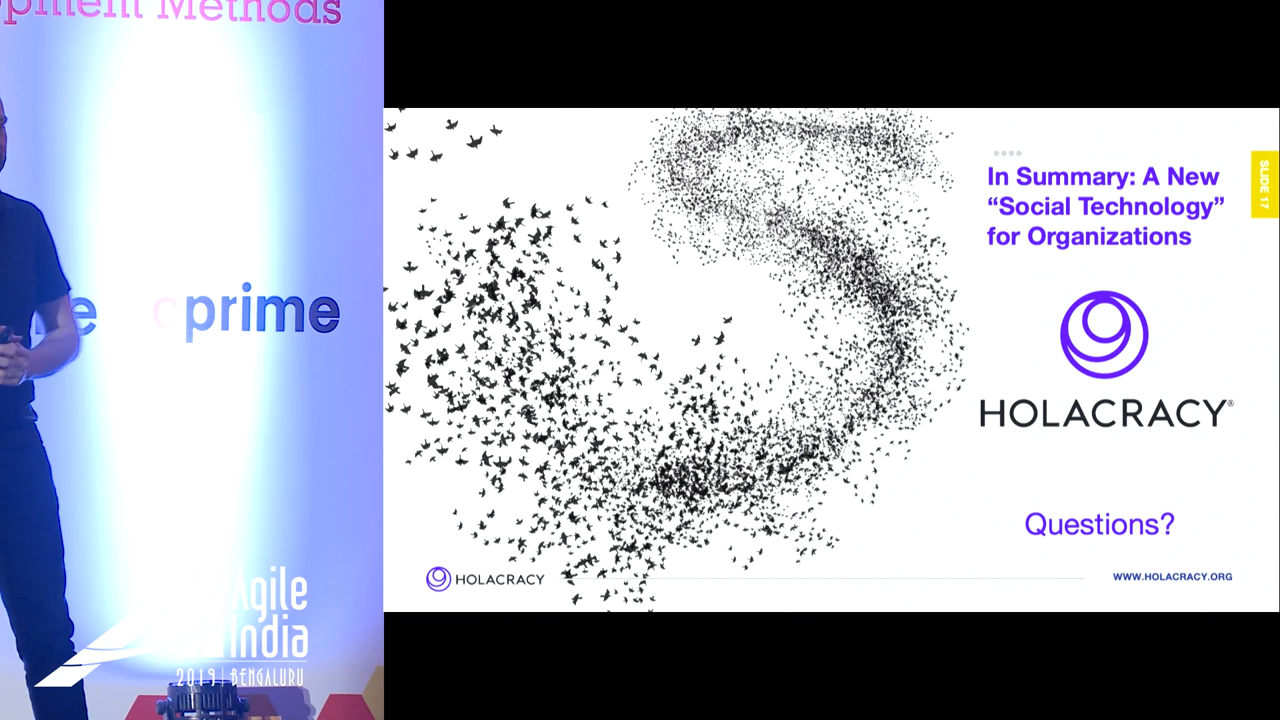 Methods
prime
Agile
India
2019 | BENGALURU
In Summary: A New
“Social Technology”
for Organizations
SLIDE 17
HOLACRACY®
Questions?
HOLACRACY
WWW.HOLACRACY.ORG